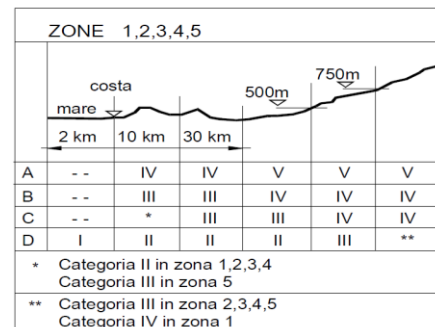 ZONE 1,2,3,4,5
750m
costa
500m
mare
2 km 10 km 30 km
A -- IV IV V V V
B -- III III IV IV IV
C -- * III III IV IV
D I II II II III **
* Categoria II in zona 1,2,3,4
Categoria III in zona 5
** Categoria III in zona 2,3,4,5
Categoria IV in zona 1